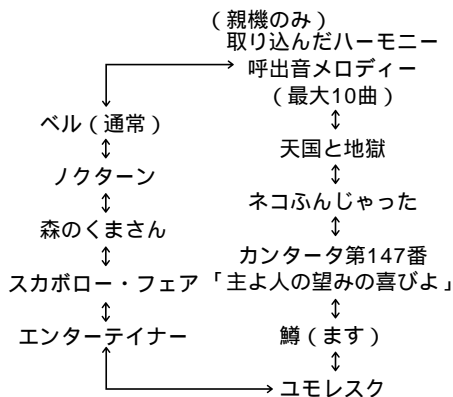 （親機のみ）
取り込んだハーモニー
呼出音メロディー
（最大10曲）
ベル（通常）
ノクターン
森のくまさん
スカボロー・フェア
エンターテイナー
天国と地獄
ネコふんじゃった
カンタータ第147番
「主よ人の望みの喜びよ」
鱒（ます）
ユモレスク